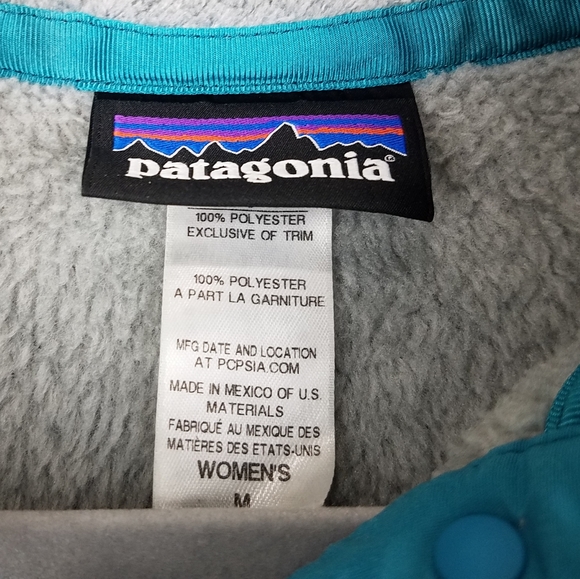 patagonia®
100% POLYESTER
EXCLUSIVE OF TRIM
100% POLYESTER
A PART LA GARNITURE
MFG DATE AND LOCATION
AT PCPSIA.COM
MADE IN MEXICO OF U.S.
MATERIALS
FABRIQUÉ AU MEXIQUE DES
MATIÈRES DES ETATS-UNIS
WOMEN'S
M